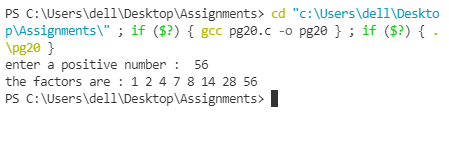 PS C:\Users\dell\Desktop\Assignments> cd "c:\Users\dell\Deskto
p\Assignments\" ; if ($?) { gcc pg20.c -o pg20 } ; if ($?) { .
\pg20 }
enter a positive number :  56
the factors are : 1 2 4 7 8 14 28 56
PS C:\Users\dell\Desktop\Assignments>